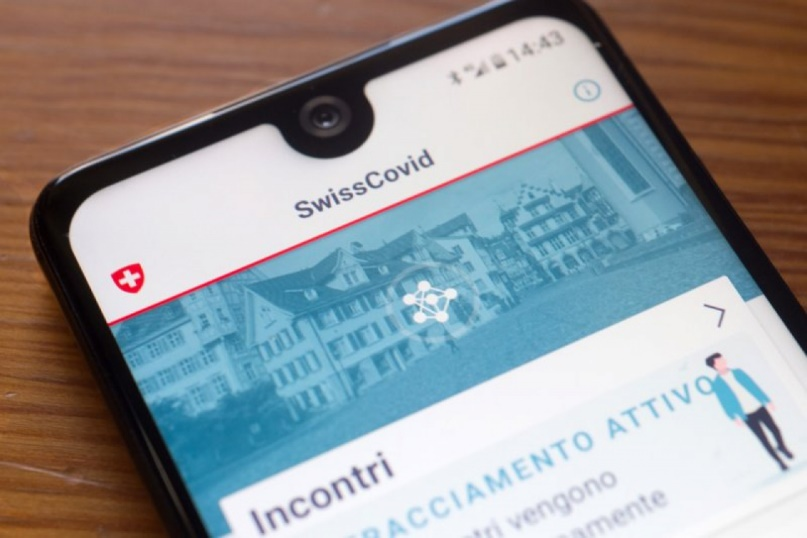 14:43
SwissCovid
Incontri
TRACCIAMENTO ATTIVO
vengono